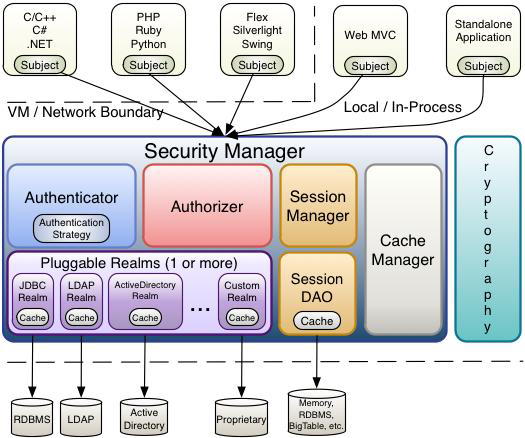 C/C++
C#
.NET
Subject
PHP
Ruby
Python
Subject
Flex
Silverlight
Swing
Subject
Web MVC
Subject
Standalone
Application
Subject
VM / Network Boundary
Local / In-Process
Security Manager
Authenticator
Authentication
Strategy
Authorizer
Session
Manager
Cache
Manager
Cryptography
Pluggable Realms (1 or more)
JDBC
Realm
Cache
LDAP
Realm
Cache
ActiveDirectory
Realm
Cache
...
Custom
Realm
Cache
Session
DAO
Cache
RDBMS
LDAP
Active
Directory
Proprietary
Memory,
RDBMS,
BigTable, etc.